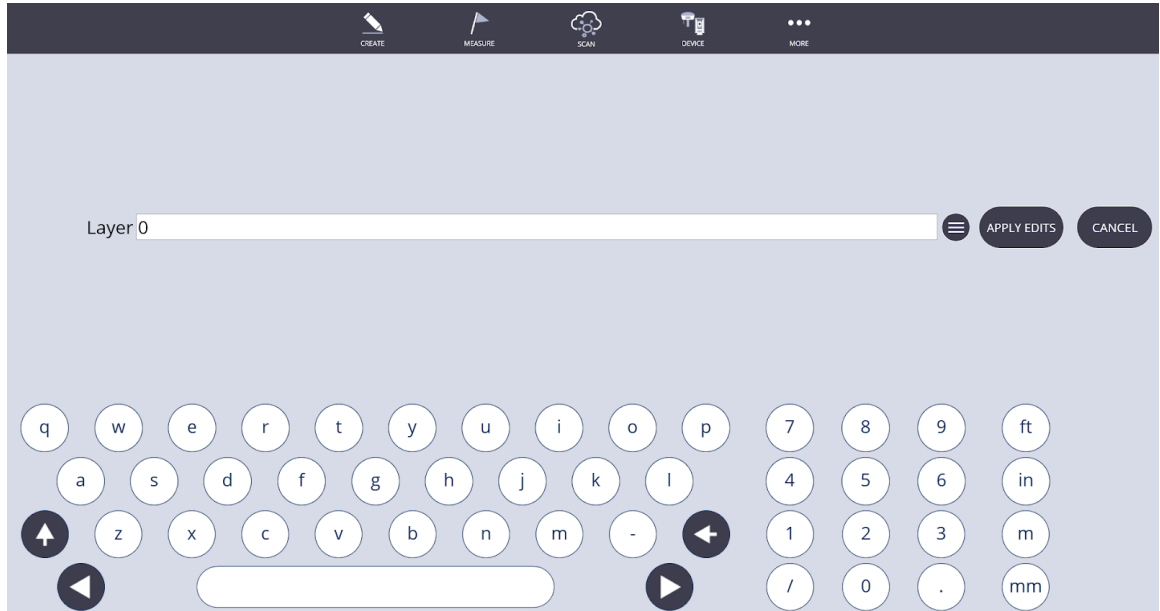 CREATE MEASURE SCAN DEVICE MORE
Layer 0 APPLY EDITS CANCEL
q w e r t y u i o p 7 8 9 ft
a s d f g h j k l 4 5 6 in
z x c v b n m - 1 2 3 m
/ 0 . mm